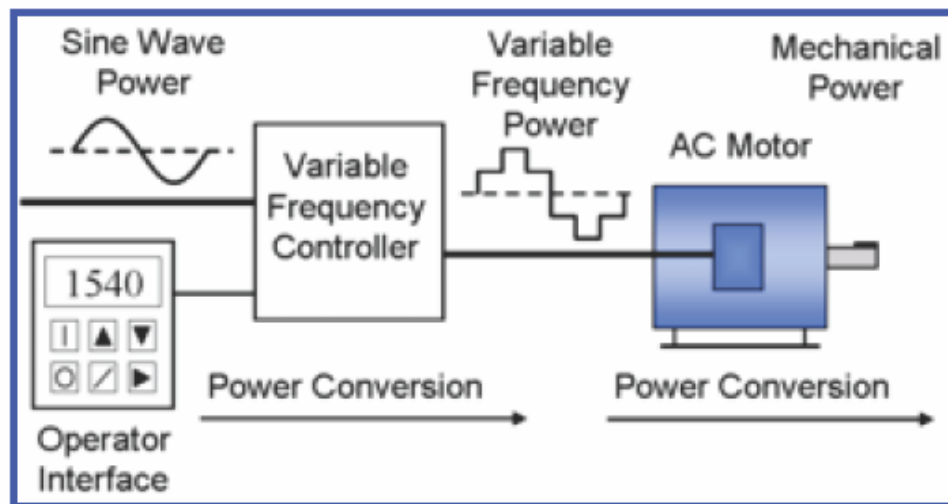 Sine Wave
Power
Variable
Frequency
Power
Mechanical
Power
AC Motor
Variable
Frequency
Controller
1540
Operator
Interface
Power Conversion
Power Conversion